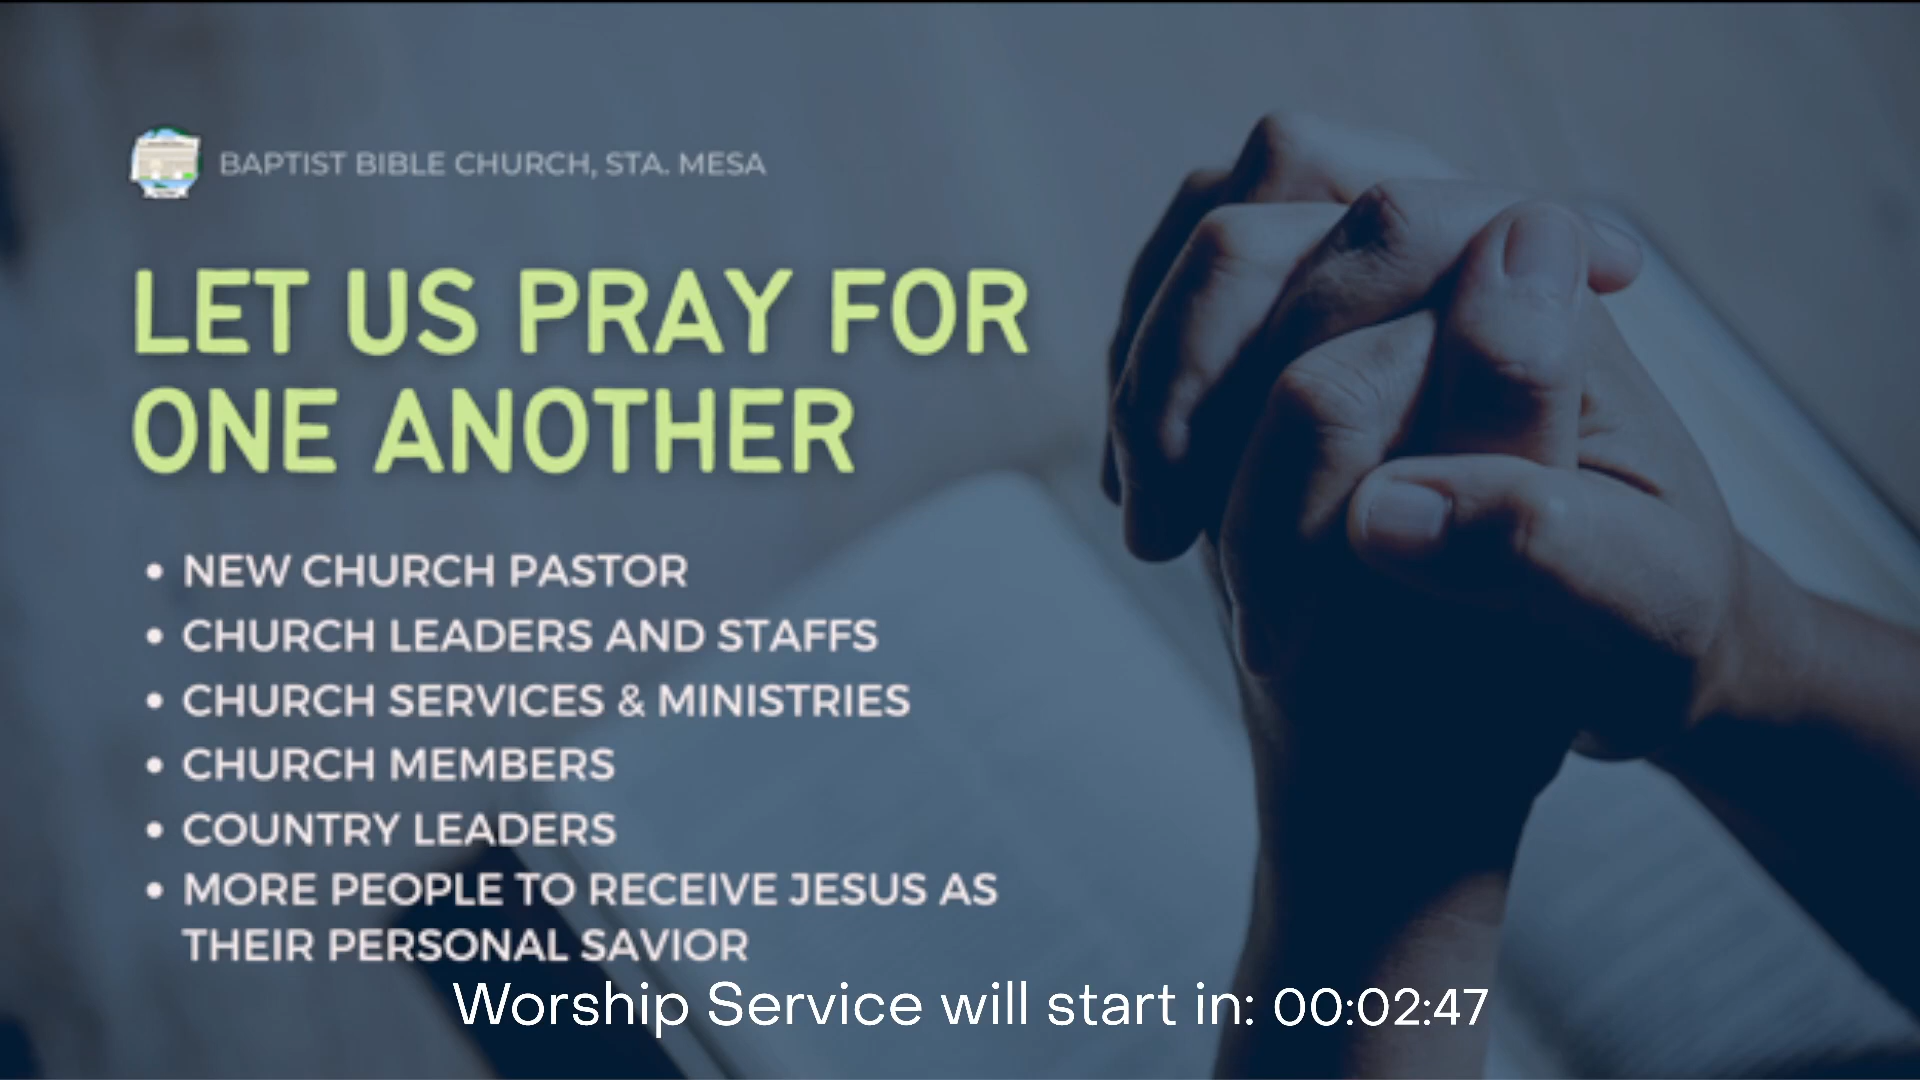 BAPTIST BIBLE CHURCH, STA. MESA
LET US PRAY FOR
ONE ANOTHER
• NEW CHURCH PASTOR
• CHURCH LEADERS AND STAFFS
• CHURCH SERVICES & MINISTRIES
• CHURCH MEMBERS
• COUNTRY LEADERS
• MORE PEOPLE TO RECEIVE JESUS AS
THEIR PERSONAL SAVIOR
Worship Service will start in: 00:02:47